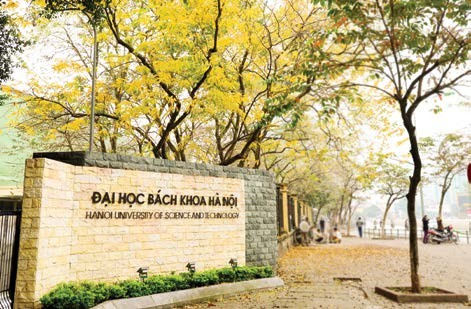 ĐẠI HỌC BÁCH KHOA HÀ NỘI
HANOI UNIVERSITY OF SCIENCE AND TECHNOLOGY